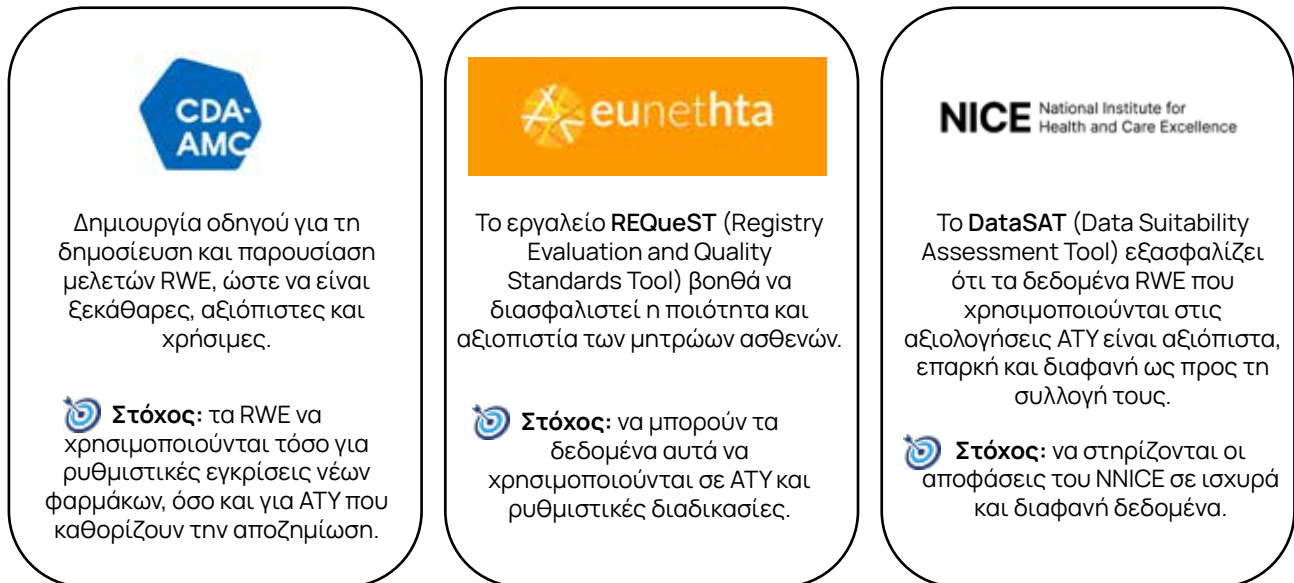 CDA-
AMC
Δημιουργία οδηγού για τη
δημοσίευση και παρουσίαση
μελετών RWE, ώστε να είναι
ξεκάθαρες, αξιόπιστες και
χρήσιμες.
Στόχος: τα RWE να
χρησιμοποιούνται τόσο για
ρυθμιστικές εγκρίσεις νέων
φαρμάκων, όσο και για ΑΤΥ που
καθορίζουν την αποζημίωση.
eunethta
Το εργαλείο REQueST (Registry
Evaluation and Quality
Standards Tool) βοηθά να
διασφαλιστεί η ποιότητα και
αξιοπιστία των μητρώων ασθενών.
Στόχος: να μπορούν τα
δεδομένα αυτά να
χρησιμοποιούνται σε ΑΤΥ και
ρυθμιστικές διαδικασίες.
NICE National Institute for
Health and Care Excellence
Το DataSAT (Data Suitability
Assessment Tool) εξασφαλίζει
ότι τα δεδομένα RWE που
χρησιμοποιούνται στις
αξιολογήσεις ΑΤΥ είναι αξιόπιστα,
επαρκή και διαφανή ως προς τη
συλλογή τους.
Στόχος: να στηρίζονται οι
αποφάσεις του NNICE σε ισχυρά
και διαφανή δεδομένα.